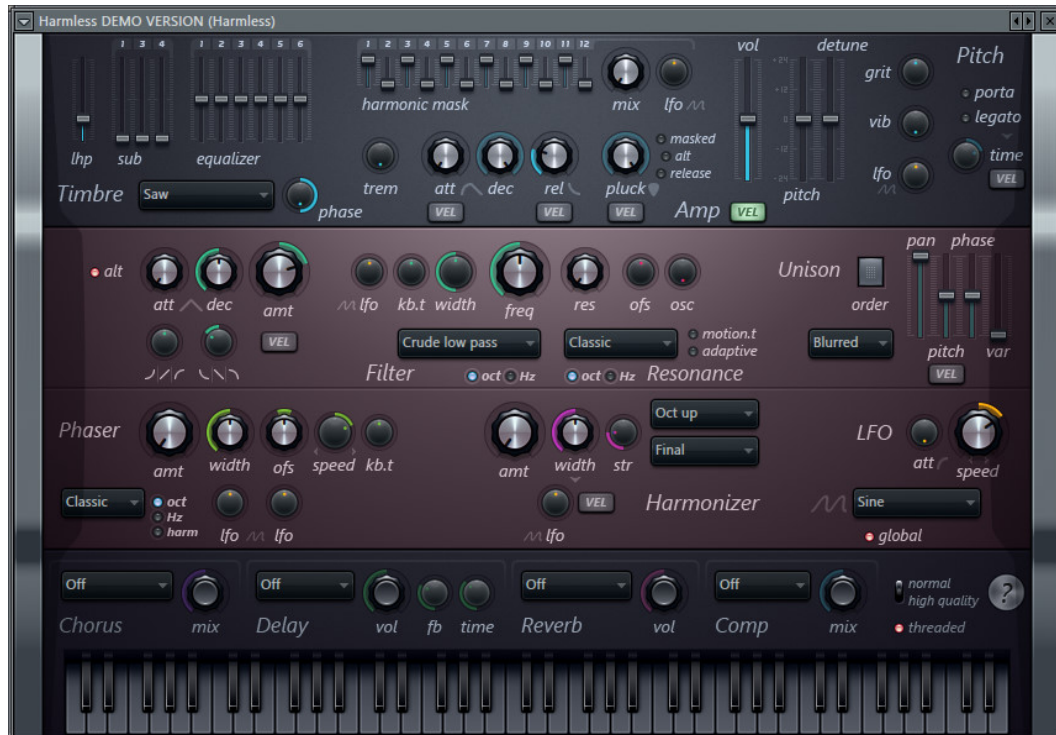 Harmless DEMO VERSION (Harmless)
1 3 4
1 2 3 4 5 6
1 2 3 4 5 6 7 8 9 10 11 12
vol detune
Pitch
+24
+12
0
-12
-24
grit
porta
harmonic mask
mix lfo
vib
legato
masked
lhp sub equalizer
alt
time
release
trem att dec rel pluck
lfo
VEL
pitch
Timbre Saw
phase
VEL VEL VEL
Amp VEL
pan phase
alt
Unison
att dec amt
lfo kb.t width freq res ofs osc
order
VEL
Crude low pass
Classic
motion.t
adaptive
Blurred
pitch var
Filter
oct Hz
oct Hz
Resonance
VEL
Phaser
Oct up
LFO
Final
amt width ofs speed kb.t
amt width str
att speed
Classic
oct
Hz
harm
lfo lfo
lfo
VEL
Harmonizer
Sine
global
Off
Off
Off
Off
normal
high quality
?
Chorus mix Delay vol fb time Reverb vol Comp mix
threaded